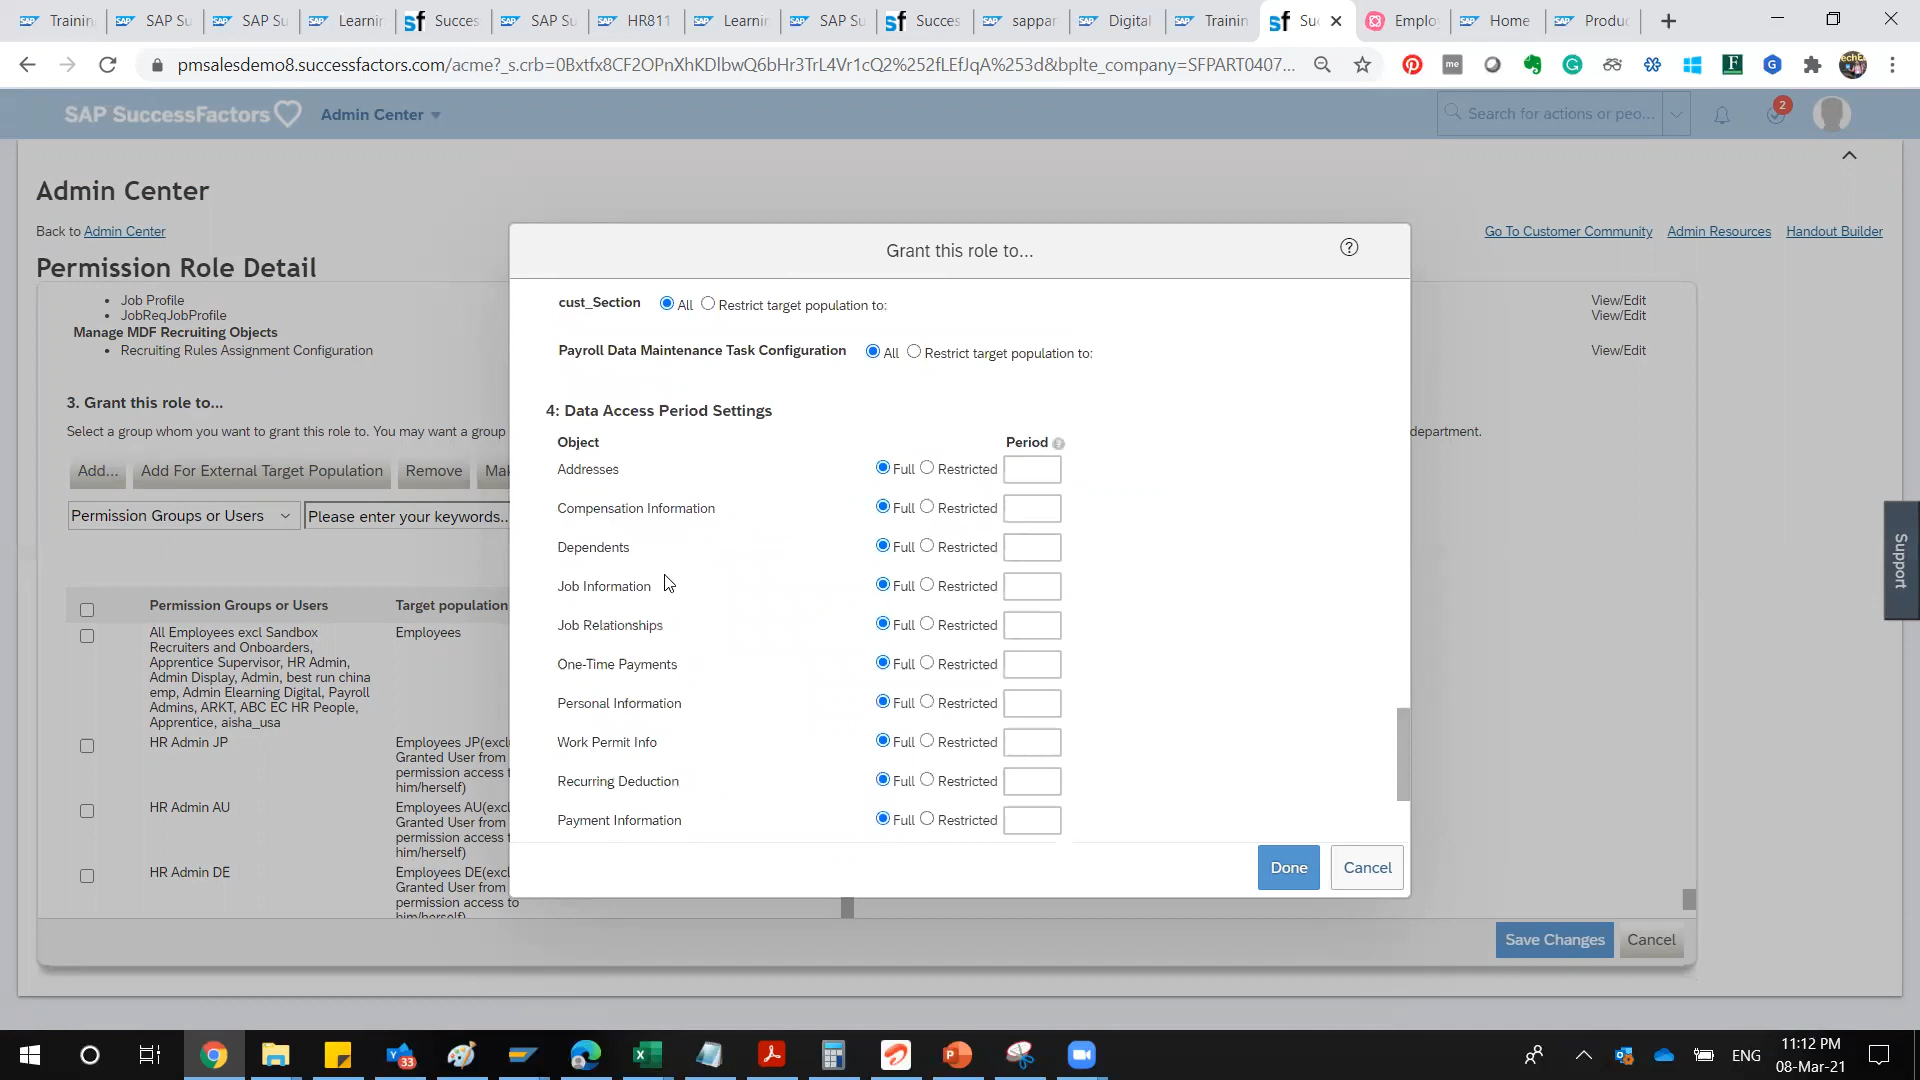 Trainin
SAP Su
SAP Su
Learnin
Succes
SAP Su
HR811
Learnin
SAP Su
Succes
sappar
Digital
Trainin
Suc
Emplo
Home
Produc
pmsalesdemo8.successfactors.com/acme?_s.crb=0Bxtfx8CF2OPnXhKDlbwQ6bHr3TrL4Vr1cQ2%252fLEfJqA%253d&bplte_company=SFPART0407...
SAP SuccessFactors
Admin Center
Search for actions or peo...
2
Admin Center
Back to Admin Center
Go To Customer Community
Admin Resources
Handout Builder
Permission Role Detail
Grant this role to...
• Job Profile View/Edit
• JobReqJobProfile View/Edit
Manage MDF Recruiting Objects
• Recruiting Rules Assignment Configuration View/Edit
3. Grant this role to...
Select a group whom you want to grant this role to. You may want a group
department.
Add...
Add For External Target Population
Remove
Mak
Permission Groups or Users
Please enter your keywords..
Permission Groups or Users
Target population
All Employees excl Sandbox
Recruiters and Onboarders,
Apprentice Supervisor, HR Admin,
Admin Display, Admin, best run china
emp, Admin Elearning Digital, Payroll
Admins, ARKT, ABC EC HR People,
Apprentice, aisha_usa
Employees
HR Admin JP
Employees JP(excl
Granted User from
permission access t
him/herself)
HR Admin AU
Employees AU(excl
Granted User from
permission access t
him/herself)
HR Admin DE
Employees DE(excl
Granted User from
permission access to
him/herself)
cust_Section All Restrict target population to:
Payroll Data Maintenance Task Configuration All Restrict target population to:
4: Data Access Period Settings
Object Period
Addresses Full Restricted
Compensation Information Full Restricted
Dependents Full Restricted
Job Information Full Restricted
Job Relationships Full Restricted
One-Time Payments Full Restricted
Personal Information Full Restricted
Work Permit Info Full Restricted
Recurring Deduction Full Restricted
Payment Information Full Restricted
Done
Cancel
Save Changes
Cancel
Support
33
ENG
11:12 PM
08-Mar-21